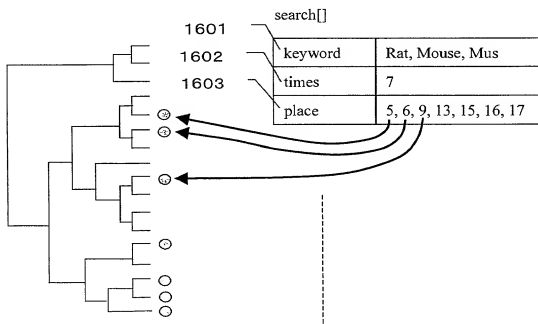 search[]
1601
keyword Rat, Mouse, Mus
1602
times 7
1603
place 5, 6, 9, 13, 15, 16, 17